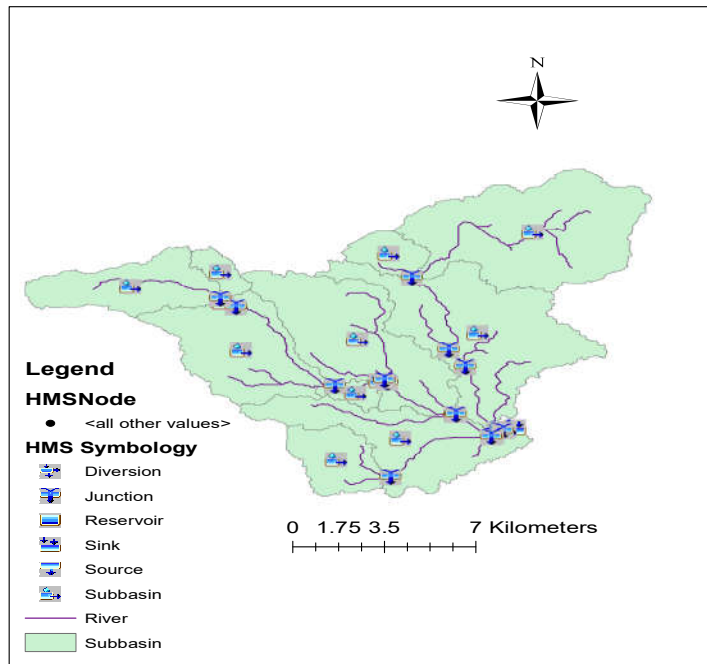 N
Legend
HMSNode
<all other values>
HMS Symbology
Diversion
Junction
Reservoir
Sink
Source
Subbasin
River
Subbasin
0 1.75 3.5 7 Kilometers